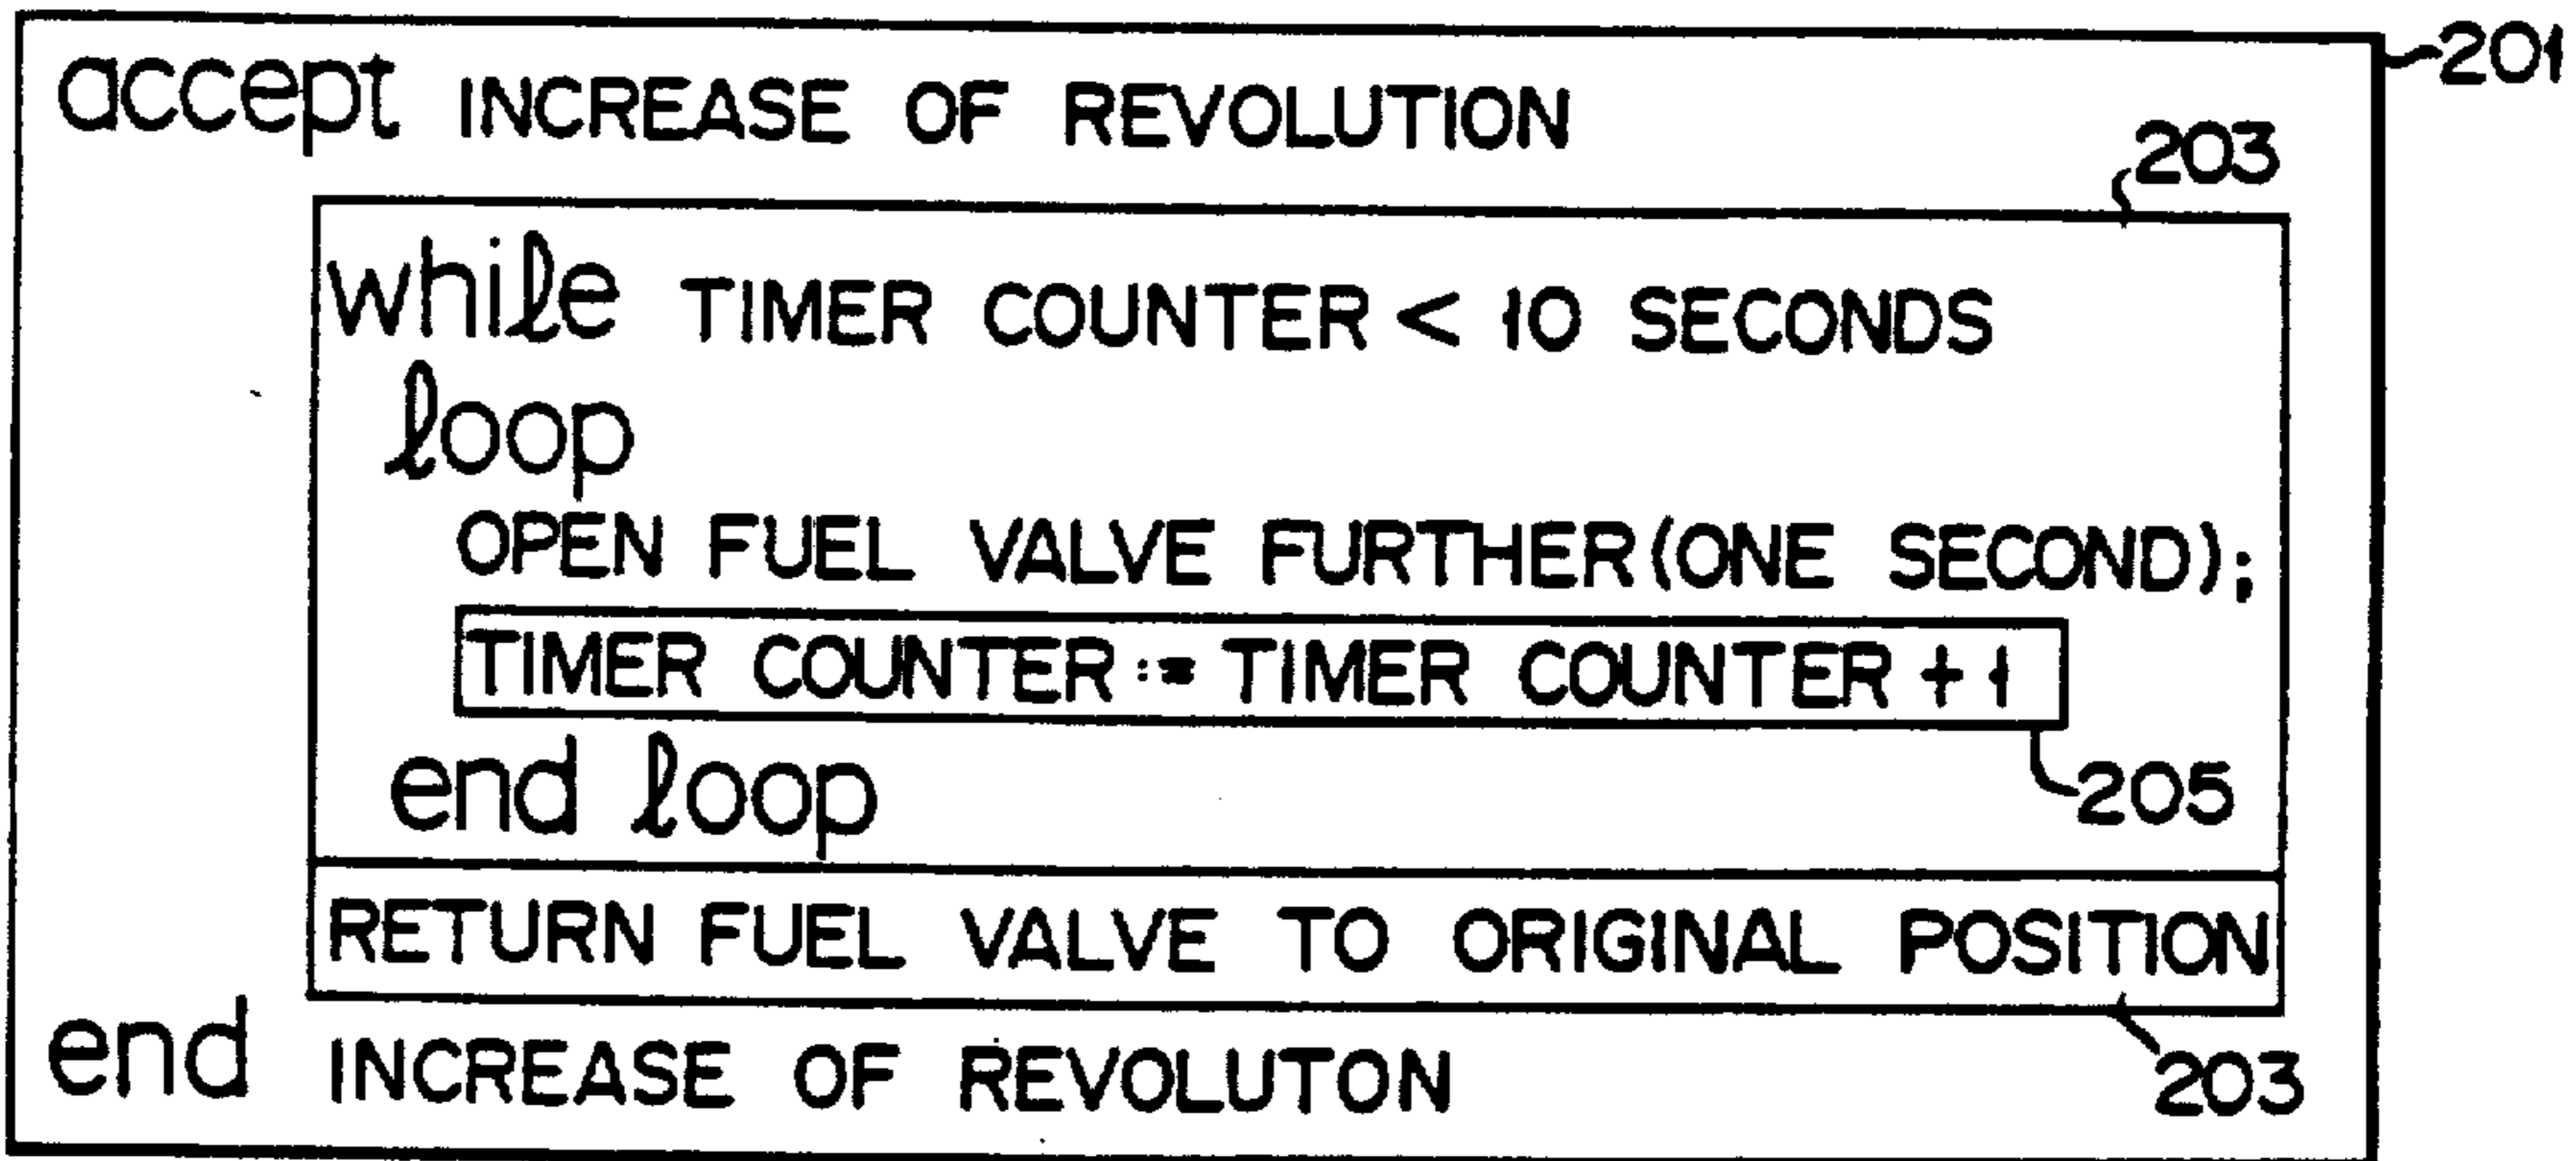 201
accept INCREASE OF REVOLUTION
203
while TIMER COUNTER < 10 SECONDS
loop
OPEN FUEL VALVE FURTHER(ONE SECOND);
TIMER COUNTER := TIMER COUNTER + 1
end loop
205
RETURN FUEL VALVE TO ORIGINAL POSITION
end INCREASE OF REVOLUTON
203